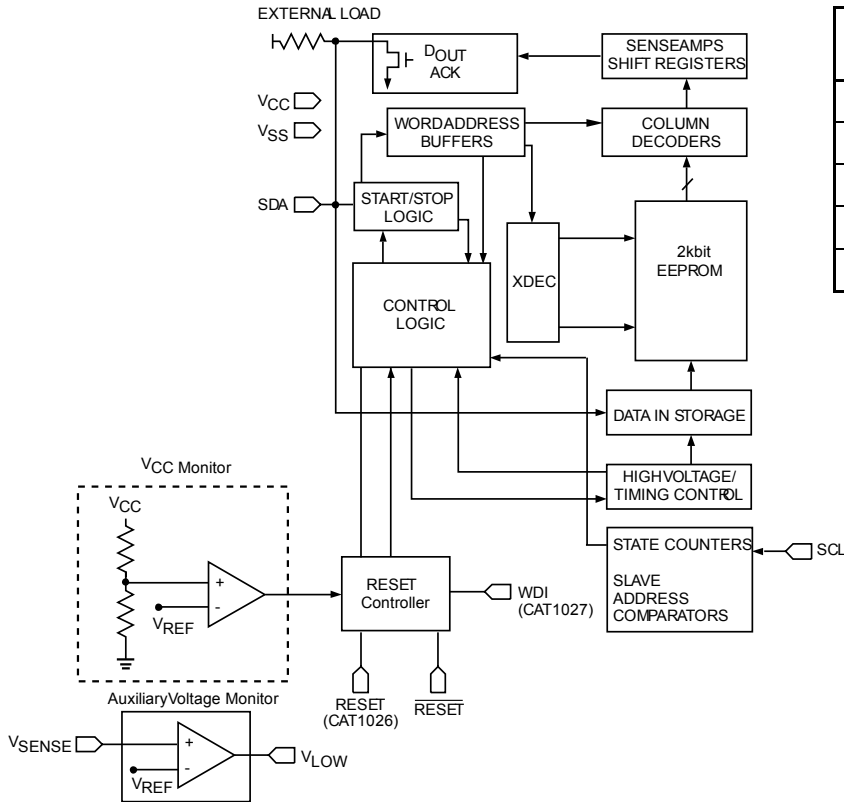 EXTERNAL LOAD
DOUT
ACK
SENSEAMPS
SHIFT REGISTERS
VCC
VSS
WORDADDRESS
BUFFERS
COLUMN
DECODERS
SDA
START/STOP
LOGIC
XDEC
2kbit
EEPROM
CONTROL
LOGIC
DATA IN STORAGE
HIGHVOLTAGE/
TIMING CONTROL
VCC Monitor
VCC
+
-
VREF
RESET
Controller
WDI
(CAT1027)
STATE COUNTERS
SLAVE
ADDRESS
COMPARATORS
SCL
RESET
(CAT1026)
RESET
AuxiliaryVoltage Monitor
VSENSE
+
-
VREF
VLOW